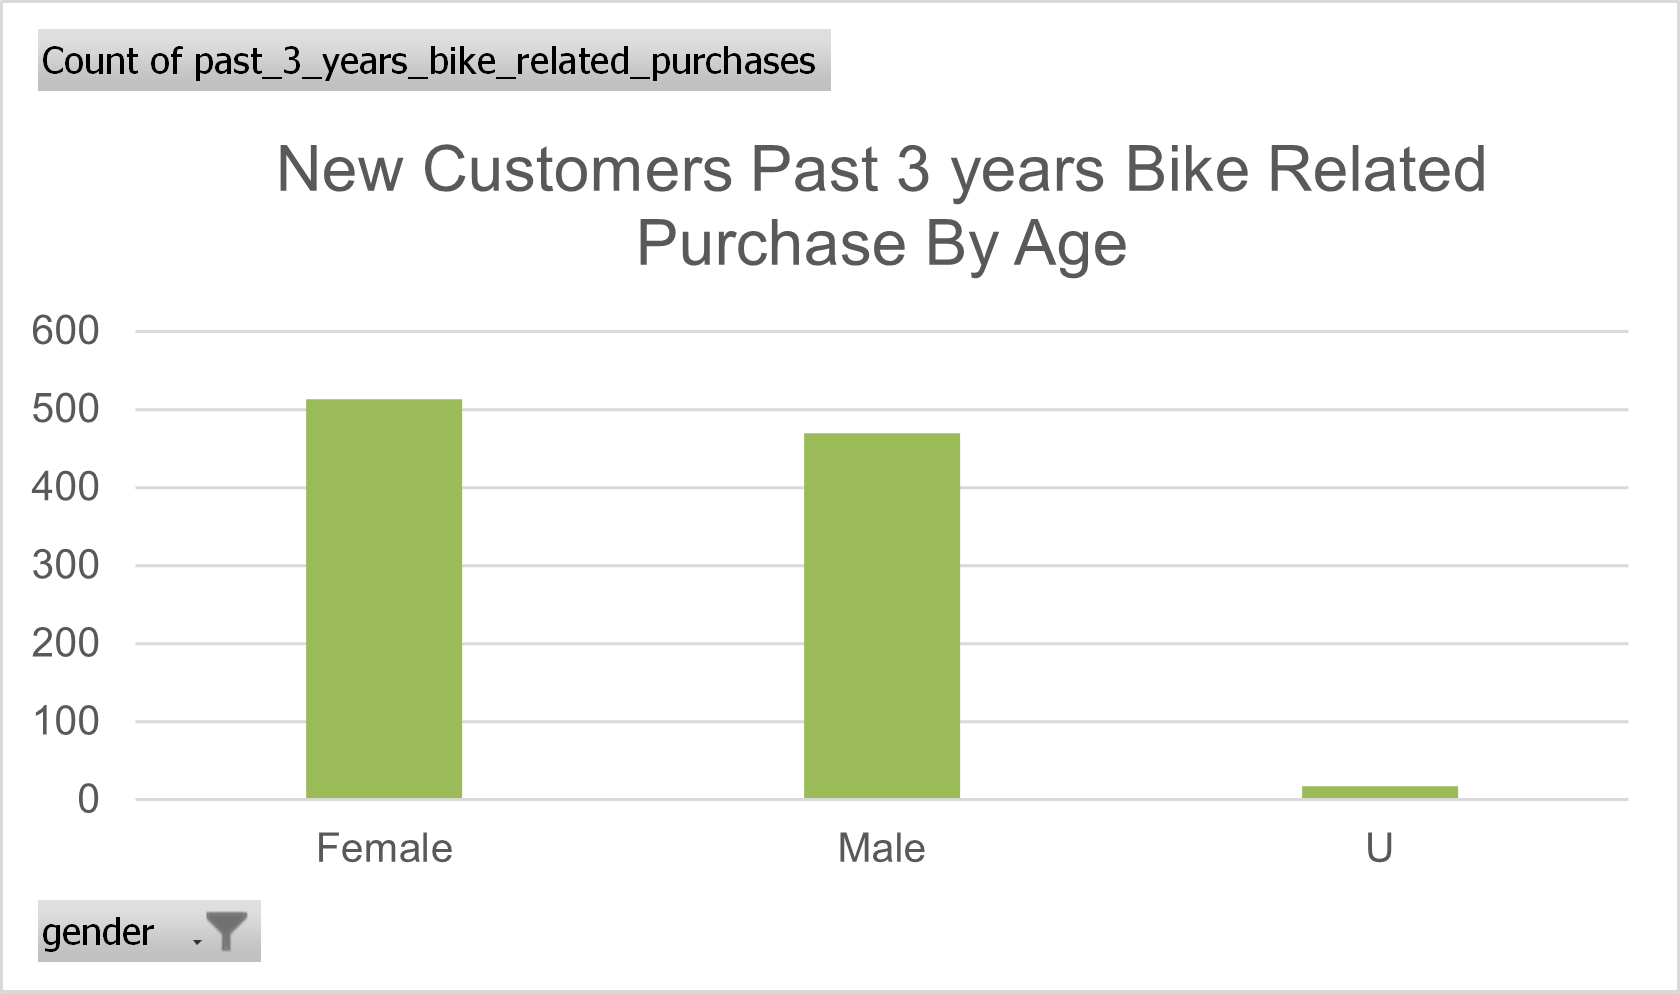 Count of past_3_years_bike_related_purchases
New Customers Past 3 years Bike Related
Purchase By Age
600
500
400
300
200
100
0
Female Male U
gender